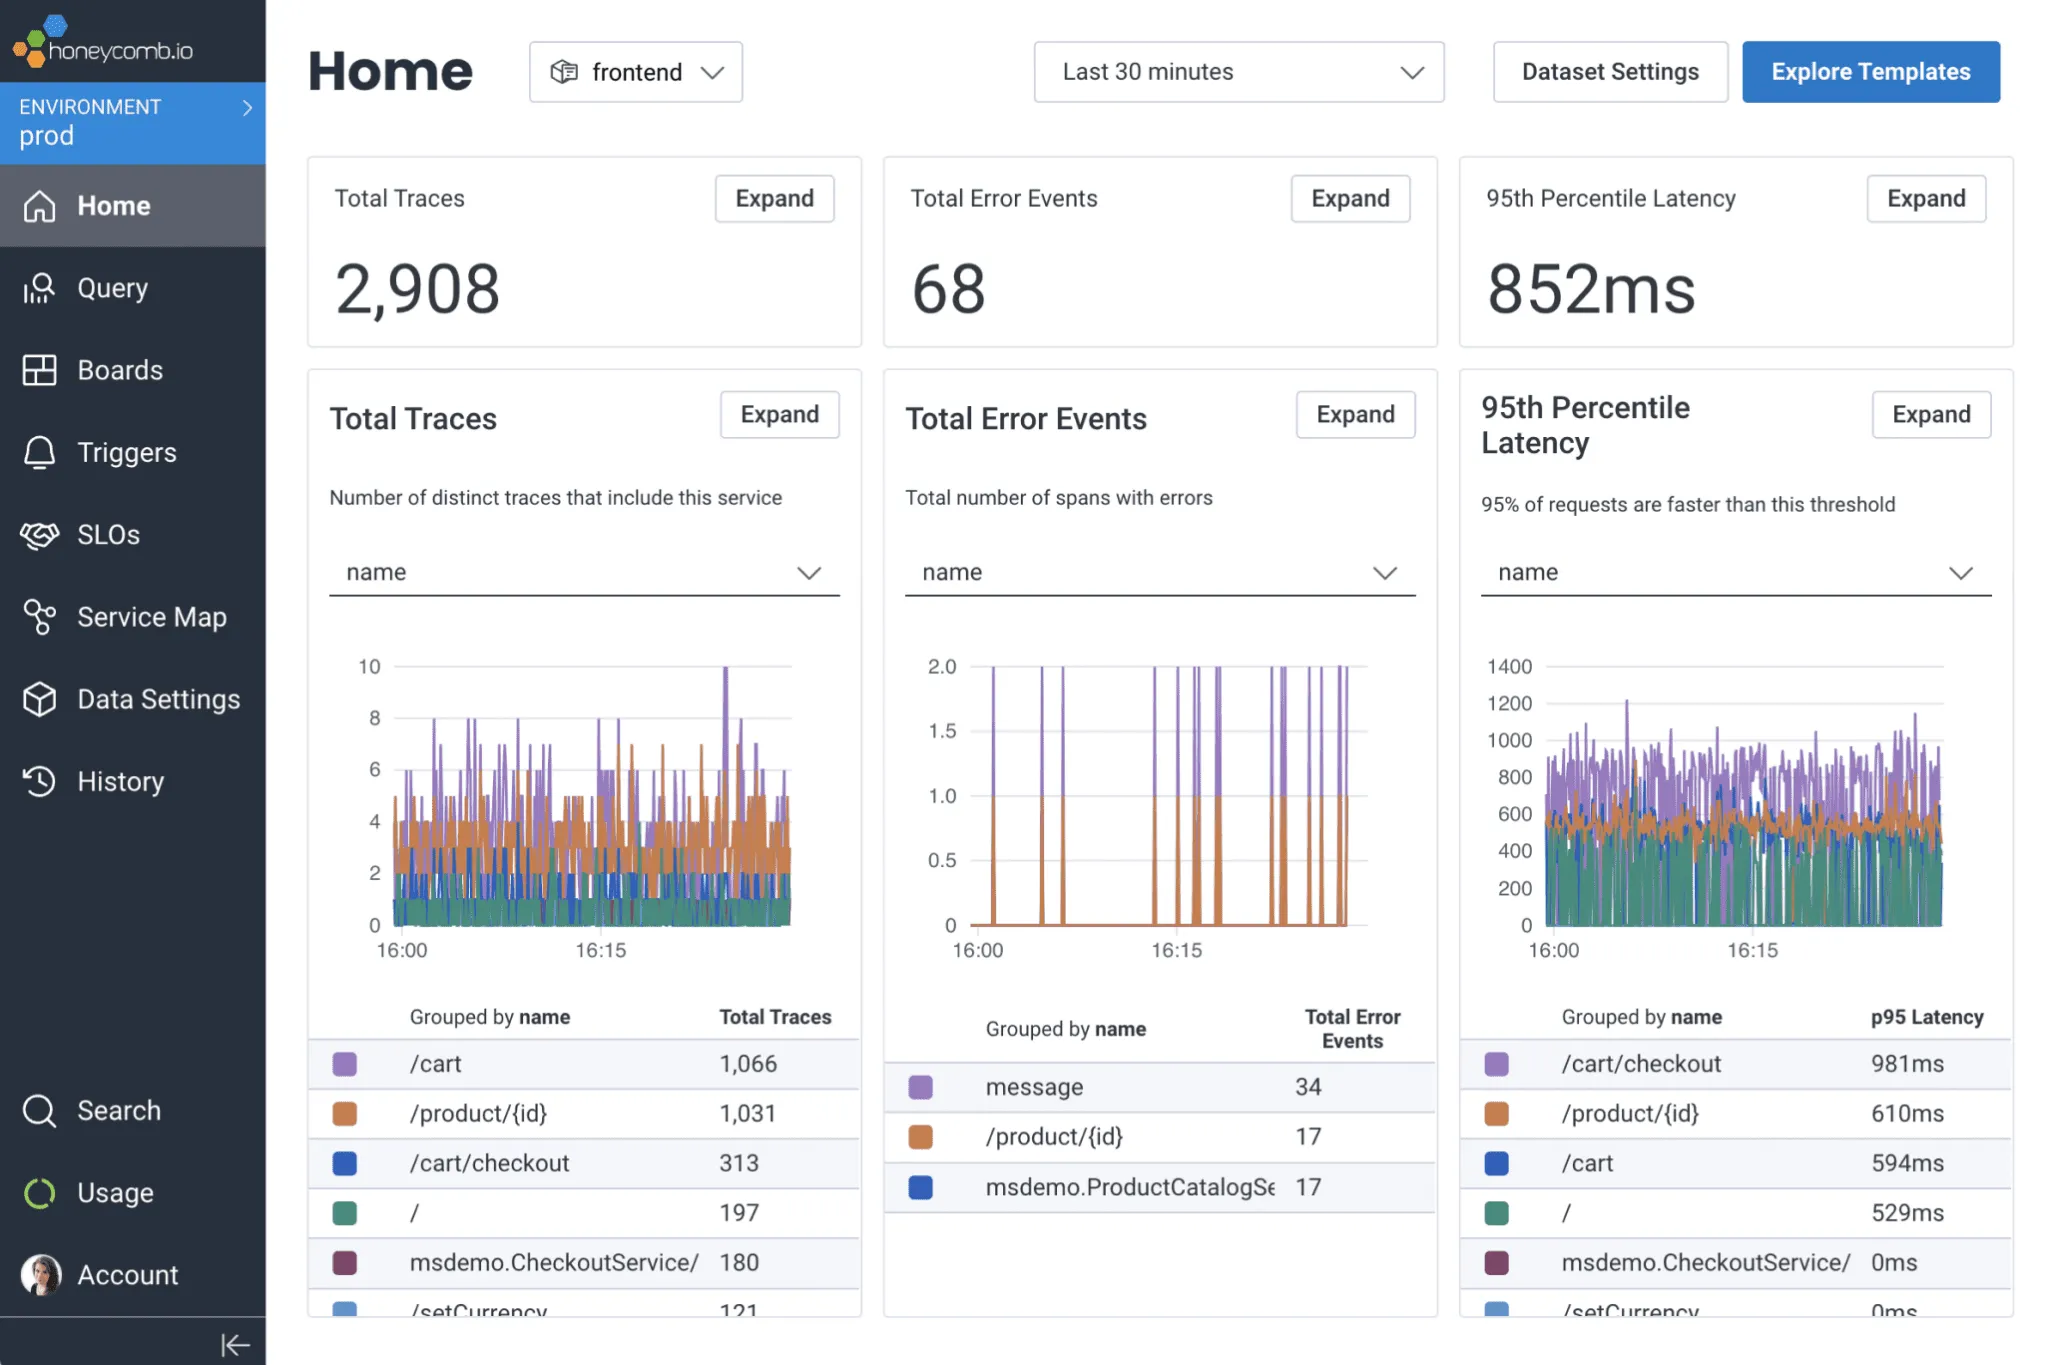 honeycomb.io
ENVIRONMENT
prod
Home
Query
Boards
Triggers
SLOs
Service Map
Data Settings
History
Search
Usage
Account
Home
frontend
Last 30 minutes
Dataset Settings
Explore Templates
Total Traces
Expand
2,908
Total Error Events
Expand
68
95th Percentile Latency
Expand
852ms
Total Traces
Expand
Number of distinct traces that include this service
name
10
8
6
4
2
0
16:00
16:15
Grouped by name
Total Traces
/cart
1,066
/product/{id}
1,031
/cart/checkout
313
/
197
msdemo.CheckoutService/
180
/setCurrency
121
Total Error Events
Expand
Total number of spans with errors
name
2.0
1.5
1.0
0.5
0
16:00
16:15
Grouped by name
Total Error
Events
message
34
/product/{id}
17
msdemo.ProductCatalogSe
17
95th Percentile
Latency
Expand
95% of requests are faster than this threshold
name
1400
1200
1000
800
600
400
200
0
16:00
16:15
Grouped by name
p95 Latency
/cart/checkout
981ms
/product/{id}
610ms
/cart
594ms
/
529ms
msdemo.CheckoutService/
0ms
/setCurrency
0ms